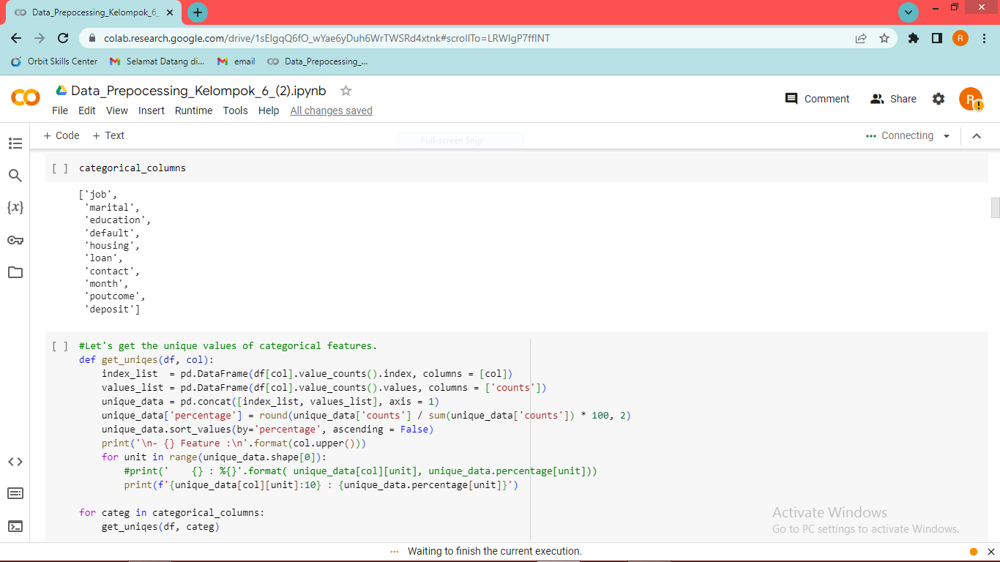 Data_Prepocessing_Kelompok_6_
colab.research.google.com/drive/1sElgqQ6fO_wYae6yDuh6WrTWSRd4xtnk#scrollTo=LRWIgP7fflNT
R
Orbit Skills Center
Selamat Datang di...
email
Data_Prepocessing_...
Data_Prepocessing_Kelompok_6_(2).ipynb
Comment
Share
R
File Edit View Insert Runtime Tools Help All changes saved
+ Code + Text
Full-screen Snip
Connecting
[ ] categorical_columns
['job',
'marital',
'education',
'default',
'housing',
'loan',
'contact',
'month',
'poutcome',
'deposit']
{x}
[ ] #Let's get the unique values of categorical features.
def get_uniqes(df, col):
    index_list  = pd.DataFrame(df[col].value_counts().index, columns = [col])
    values_list = pd.DataFrame(df[col].value_counts().values, columns = ['counts'])
    unique_data = pd.concat([index_list, values_list], axis = 1)
    unique_data['percentage'] = round(unique_data['counts'] / sum(unique_data['counts']) * 100, 2)
    unique_data.sort_values(by='percentage', ascending = False)
    print('\n- {} Feature :\n'.format(col.upper()))
    for unit in range(unique_data.shape[0]):
        #print('    {} : %{}'.format( unique_data[col][unit], unique_data.percentage[unit]))
        print(f'{unique_data[col][unit]:10} : {unique_data.percentage[unit]}')
for categ in categorical_columns:
    get_uniqes(df, categ)
Activate Windows
Go to PC settings to activate Windows.
Waiting to finish the current execution.